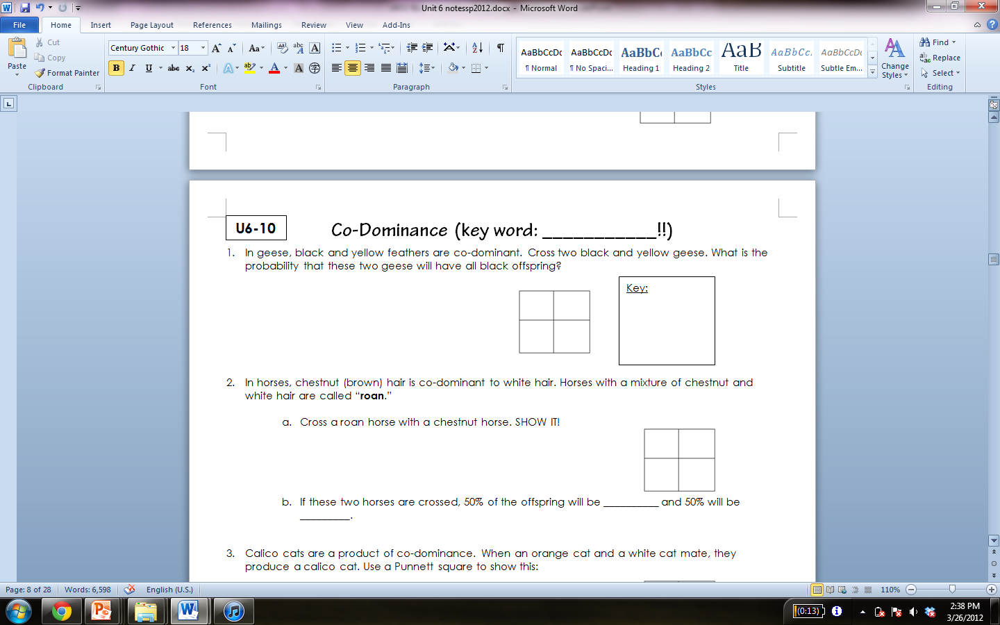 Unit 6 notessp2012.docx - Microsoft Word
File Home Insert Page Layout References Mailings Review View Add-Ins
Paste
Cut
Copy
Format Painter
Clipboard
Century Gothic 18
Font
Paragraph
AaBbCcDc AaBbCcDc AaBbC AaBbCc AaB AaBbCc. AaBbCcDc
¶ Normal ¶ No Spaci... Heading 1 Heading 2 Title Subtitle Subtle Em...
Change Styles
Styles
Find
Replace
Select
Editing
U6-10
Co-Dominance (key word: ____________!!)
1. In geese, black and yellow feathers are co-dominant. Cross two black and yellow geese. What is the
probability that these two geese will have all black offspring?
Key:
2. In horses, chestnut (brown) hair is co-dominant to white hair. Horses with a mixture of chestnut and
white hair are called “roan.”
a. Cross a roan horse with a chestnut horse. SHOW IT!
b. If these two horses are crossed, 50% of the offspring will be __________ and 50% will be
_________.
3. Calico cats are a product of co-dominance. When an orange cat and a white cat mate, they
produce a calico cat. Use a Punnett square to show this:
Page: 8 of 28 Words: 6,598 English (U.S.) 110%
(0:13)
2:38 PM
3/26/2012